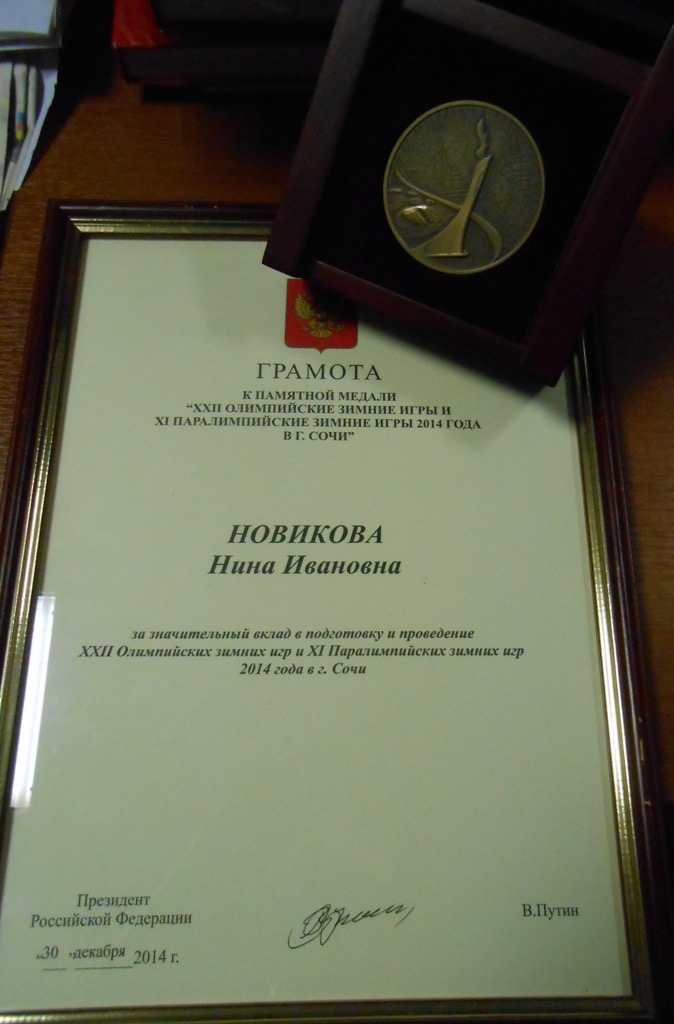 ГРАМОТА
К ПАМЯТНОЙ МЕДАЛИ
"XXII ОЛИМПИЙСКИЕ ЗИМНИЕ ИГРЫ И
XI ПАРАЛИМПИЙСКИЕ ЗИМНИЕ ИГРЫ 2014 ГОДА
В Г. СОЧИ"
НОВИКОВА
Нина Ивановна
за значительный вклад в подготовку и проведение
XXII Олимпийских зимних игр и XI Паралимпийских зимних игр
2014 года в г. Сочи
Президент
Российской Федерации
В.Путин
„30 „декабря 2014 г.